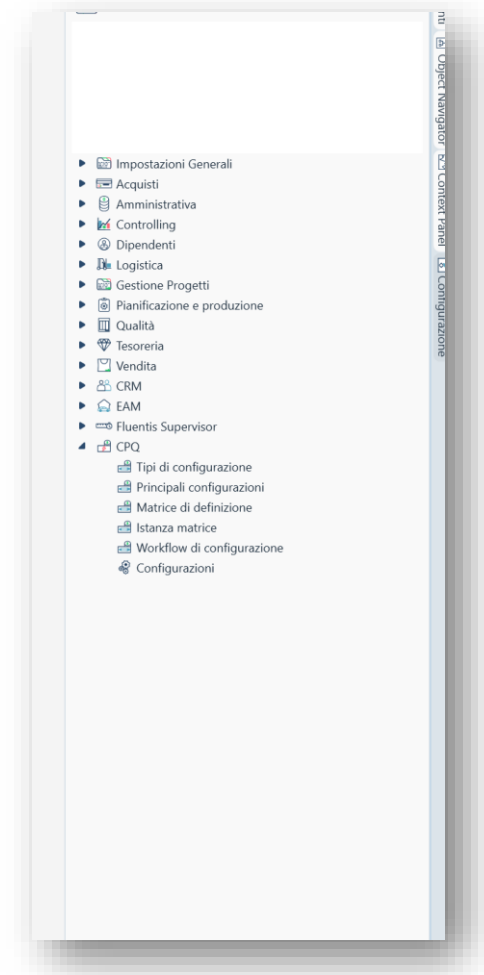 Impostazioni Generali
Acquisti
Amministrativa
Controlling
Dipendenti
Logistica
Gestione Progetti
Pianificazione e produzione
Qualità
Tesoreria
Vendita
CRM
EAM
Fluentis Supervisor
CPQ
Tipi di configurazione
Principali configurazioni
Matrice di definizione
Istanza matrice
Workflow di configurazione
Configurazioni
Object Navigator
Context Panel
Configurazione